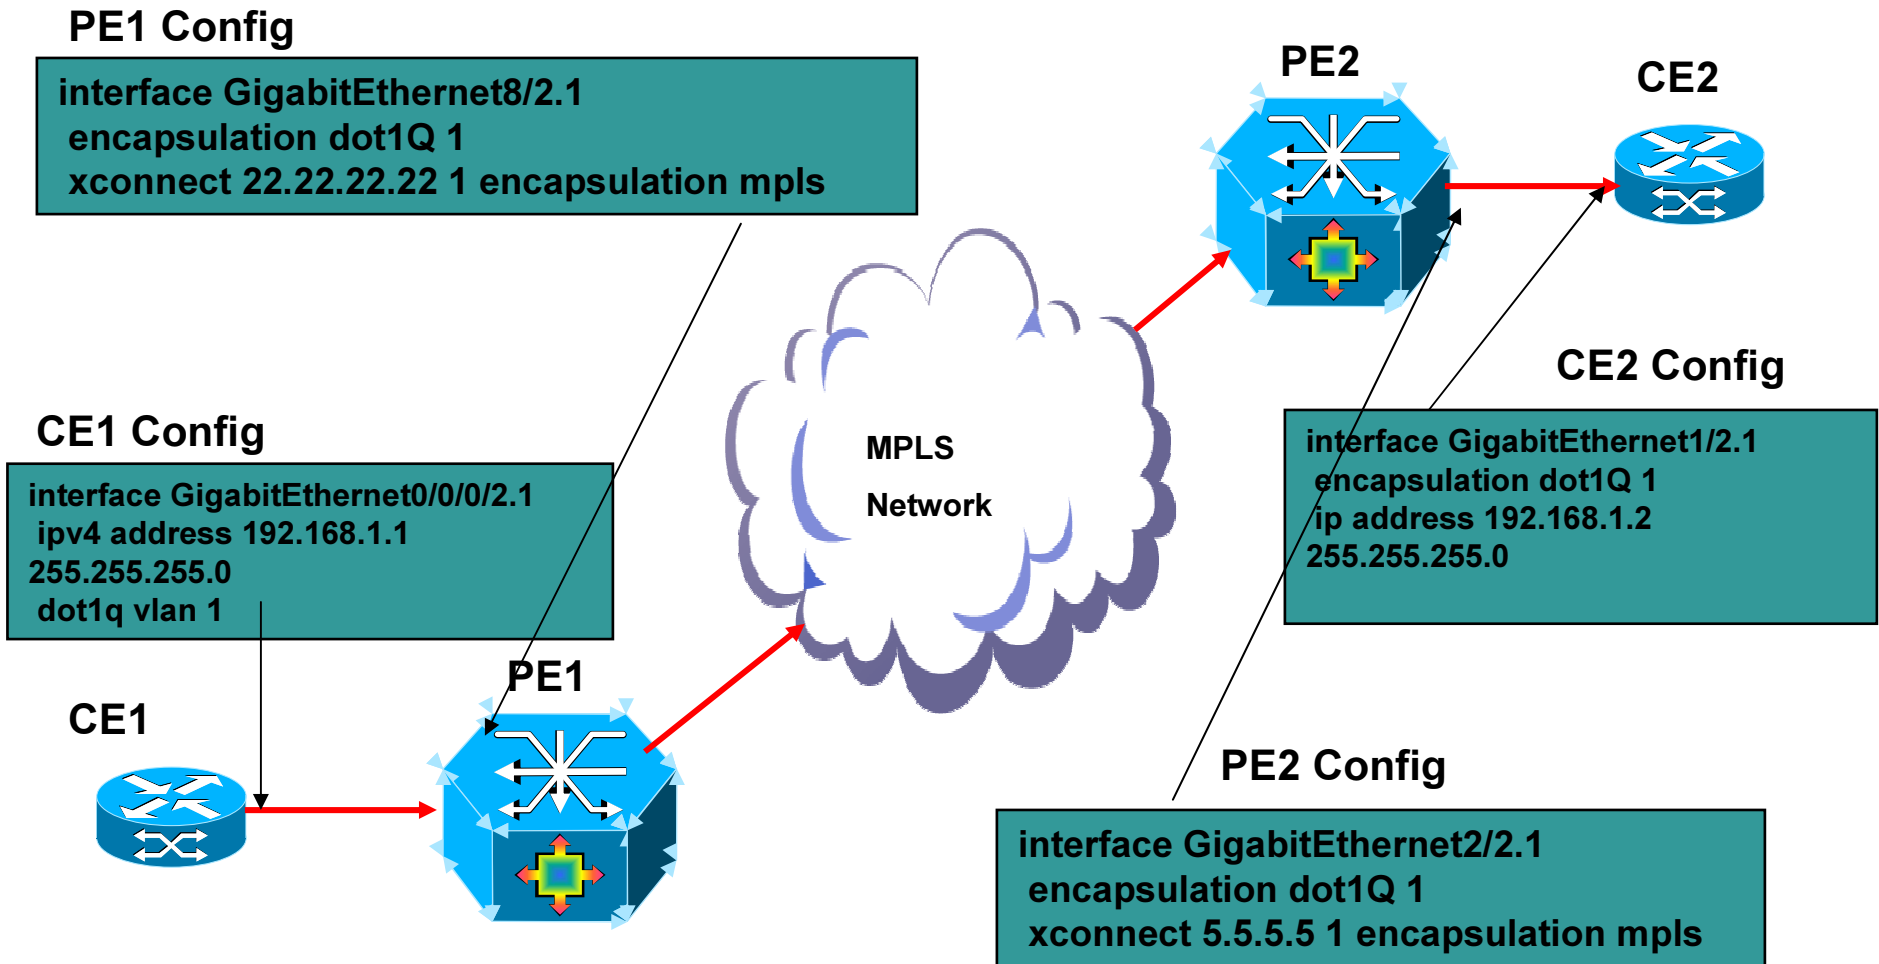 PE1 Config
interface GigabitEthernet8/2.1
encapsulation dot1Q 1
xconnect 22.22.22.22 1 encapsulation mpls
PE2
CE2
CE2 Config
interface GigabitEthernet1/2.1
encapsulation dot1Q 1
ip address 192.168.1.2
255.255.255.0
CE1 Config
interface GigabitEthernet0/0/0/2.1
ipv4 address 192.168.1.1
255.255.255.0
dot1q vlan 1
MPLS
Network
PE1
CE1
PE2 Config
interface GigabitEthernet2/2.1
encapsulation dot1Q 1
xconnect 5.5.5.5 1 encapsulation mpls